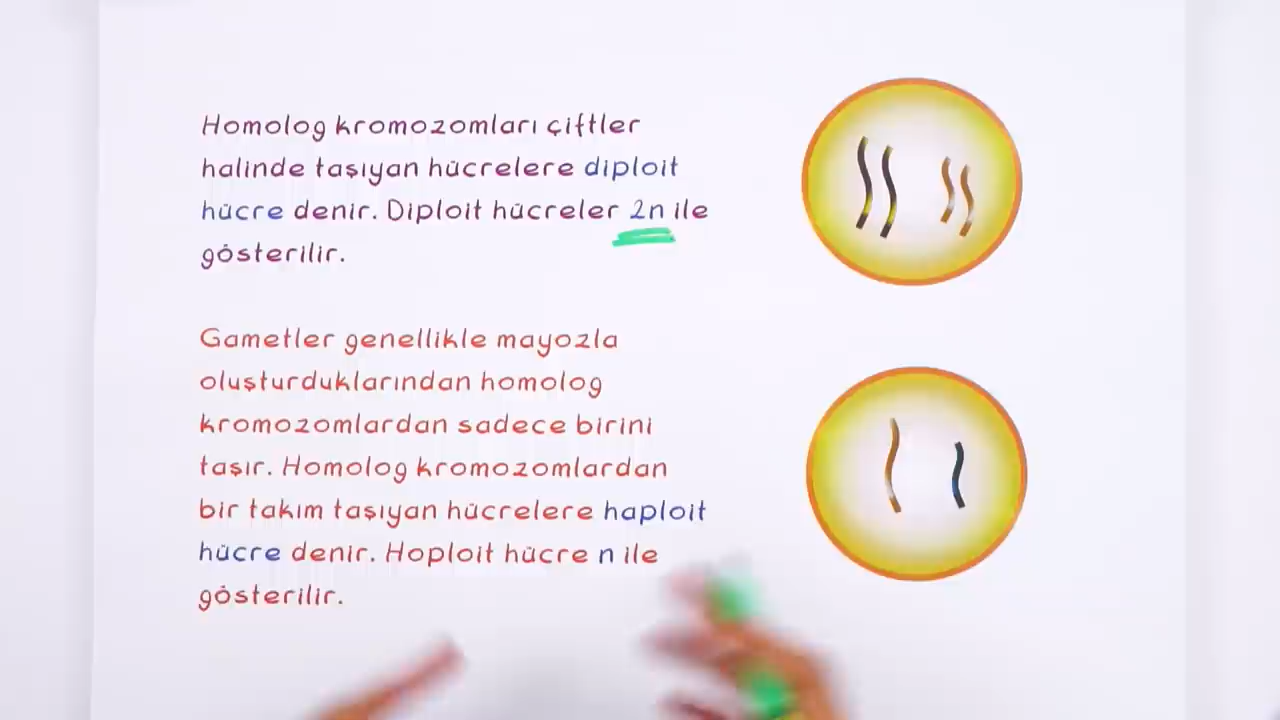 Homolog kromozomları çiftler
halinde taşıyan hücrelere diploit
hücre denir. Diploit hücreler 2n ile
gösterilir.
Gametler genellikle mayozla
oluşturduklarından homolog
kromozomlardan sadece birini
taşır. Homolog kromozomlardan
bir takım taşıyan hücrelere haploit
hücre denir. Hoploit hücre n ile
gösterilir.